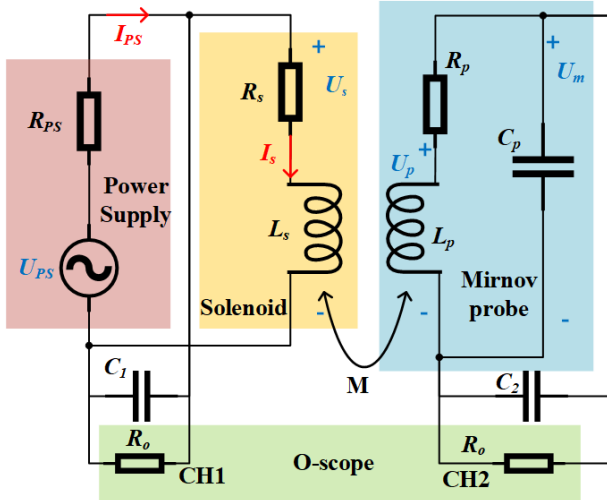 I_PS
R_PS
Power
Supply
U_PS
R_s
+
U_s
I_s
L_s
Solenoid
-
M
R_p
+
U_m
U_p
+
C_p
L_p
Mirnov
probe
-
-
C_1
R_o
CH1
O-scope
C_2
R_o
CH2